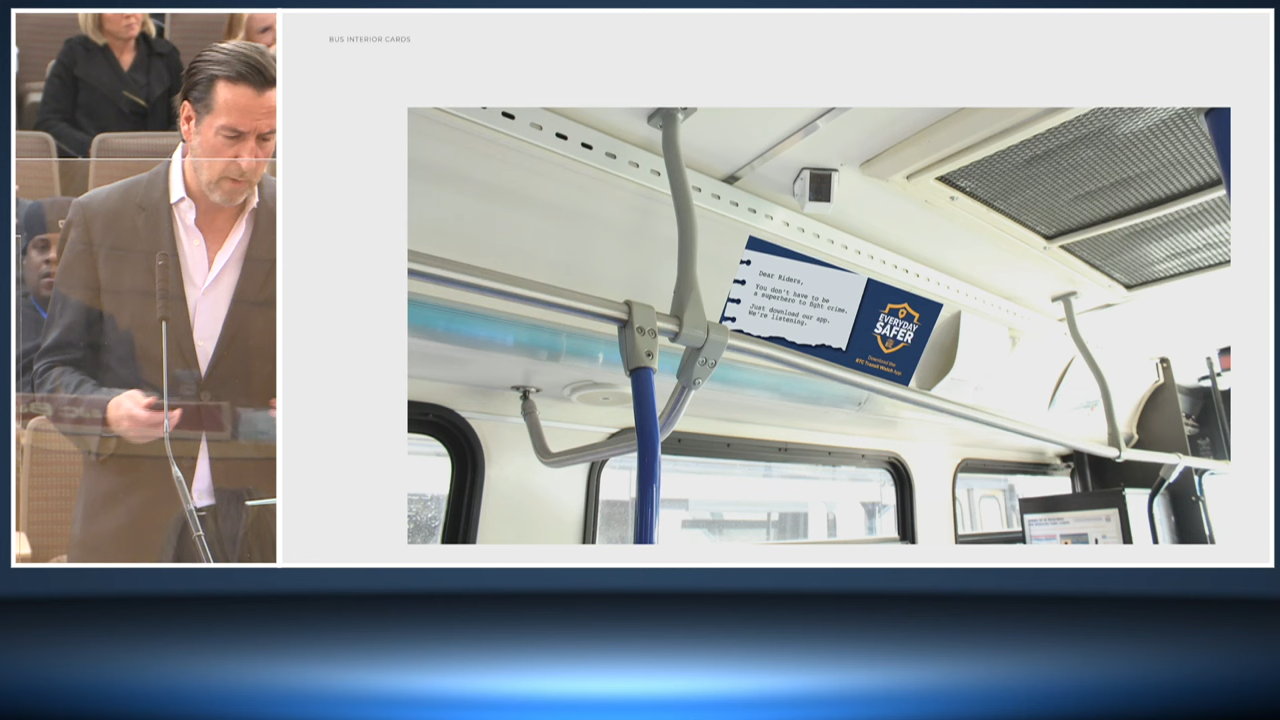 BUS INTERIOR CARDS
Dear Riders,
You don't have to be
a superhero to fight crime.
Just download our app.
We're listening.
EVERYDAY
SAFER
Download the
RTC Transit Watch App